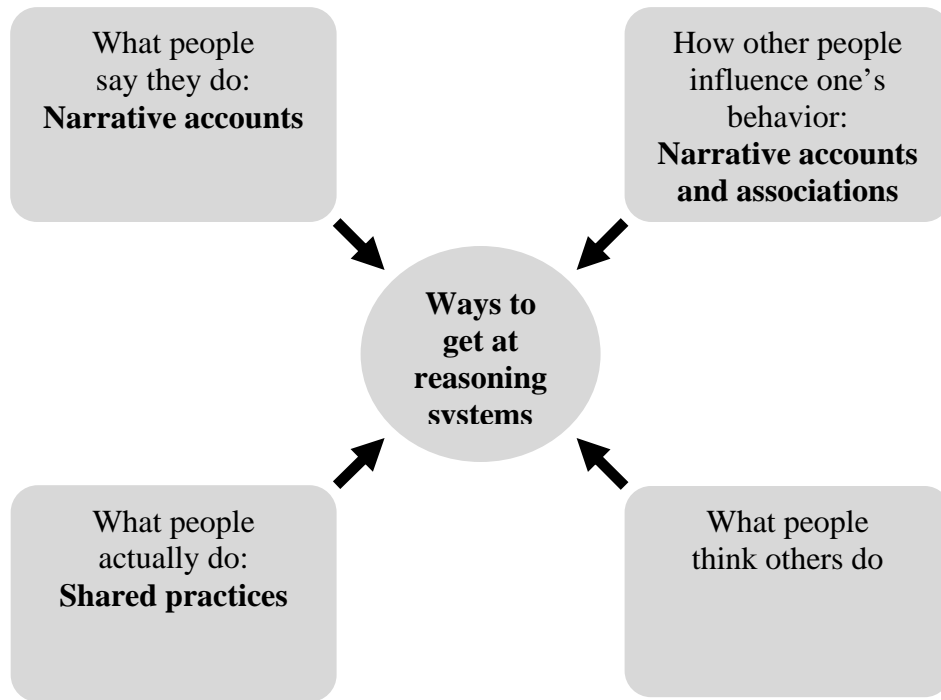 What people
say they do:
Narrative accounts
How other people
influence one’s
behavior:
Narrative accounts
and associations
Ways to
get at
reasoning
systems
What people
actually do:
Shared practices
What people
think others do